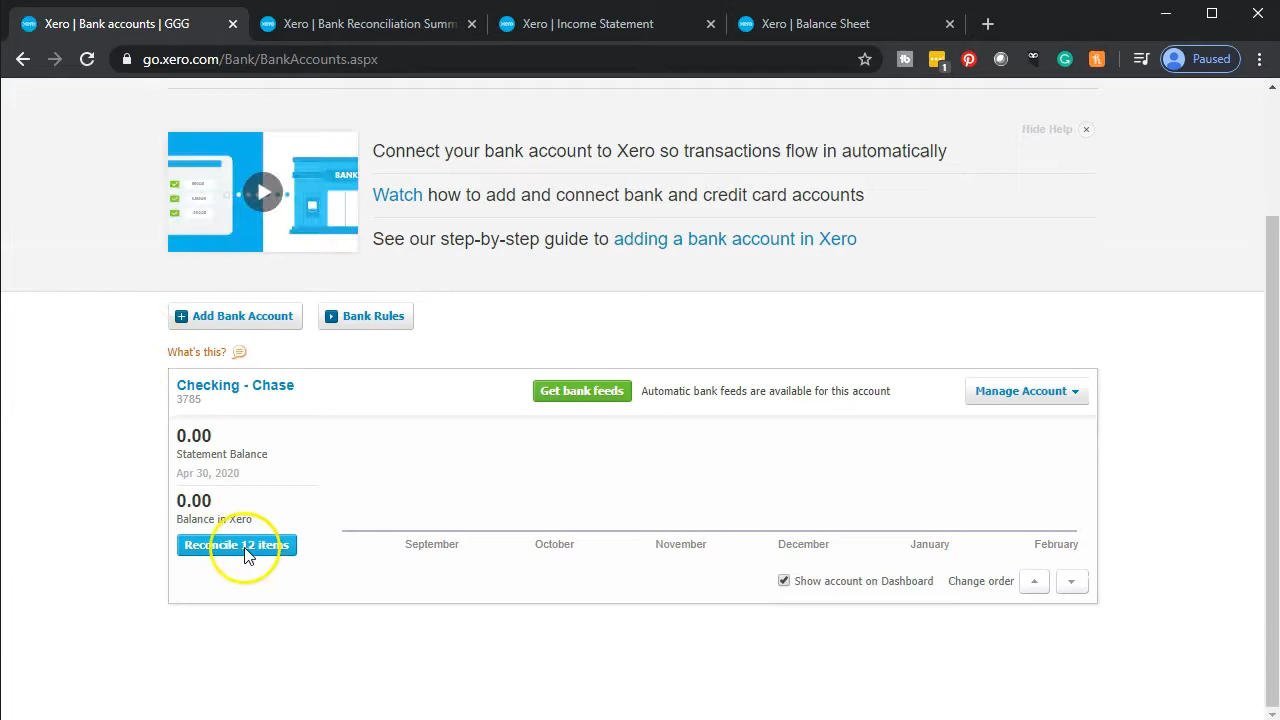 Xero | Bank accounts | GGG
Xero | Bank Reconciliation Summ
Xero | Income Statement
Xero | Balance Sheet
go.xero.com/Bank/BankAccounts.aspx
1
Paused
Hide Help
BANK
Connect your bank account to Xero so transactions flow in automatically
Watch how to add and connect bank and credit card accounts
See our step-by-step guide to adding a bank account in Xero
Add Bank Account
Bank Rules
What's this?
Checking - Chase
3785
Get bank feeds
Automatic bank feeds are available for this account
Manage Account
0.00
Statement Balance
Apr 30, 2020
0.00
Balance in Xero
Reconcile 12 items
September October November December January February
Show account on Dashboard
Change order